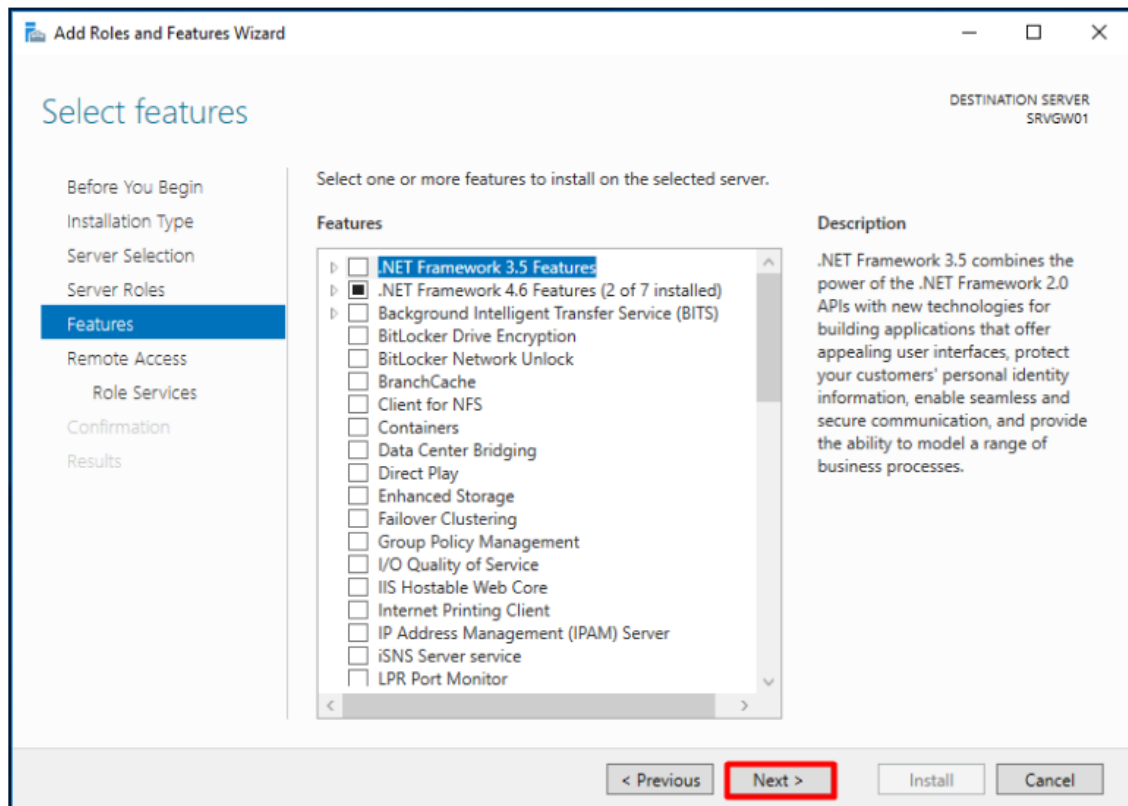 Add Roles and Features Wizard
Select features
DESTINATION SERVER
SRVGW01
Before You Begin
Installation Type
Server Selection
Server Roles
Features
Remote Access
Role Services
Confirmation
Results
Select one or more features to install on the selected server.
Features
.NET Framework 3.5 Features
.NET Framework 4.6 Features (2 of 7 installed)
Background Intelligent Transfer Service (BITS)
BitLocker Drive Encryption
BitLocker Network Unlock
BranchCache
Client for NFS
Containers
Data Center Bridging
Direct Play
Enhanced Storage
Failover Clustering
Group Policy Management
I/O Quality of Service
IIS Hostable Web Core
Internet Printing Client
IP Address Management (IPAM) Server
iSNS Server service
LPR Port Monitor
Description
.NET Framework 3.5 combines the
power of the .NET Framework 2.0
APIs with new technologies for
building applications that offer
appealing user interfaces, protect
your customers' personal identity
information, enable seamless and
secure communication, and provide
the ability to model a range of
business processes.
< Previous
Next >
Install
Cancel